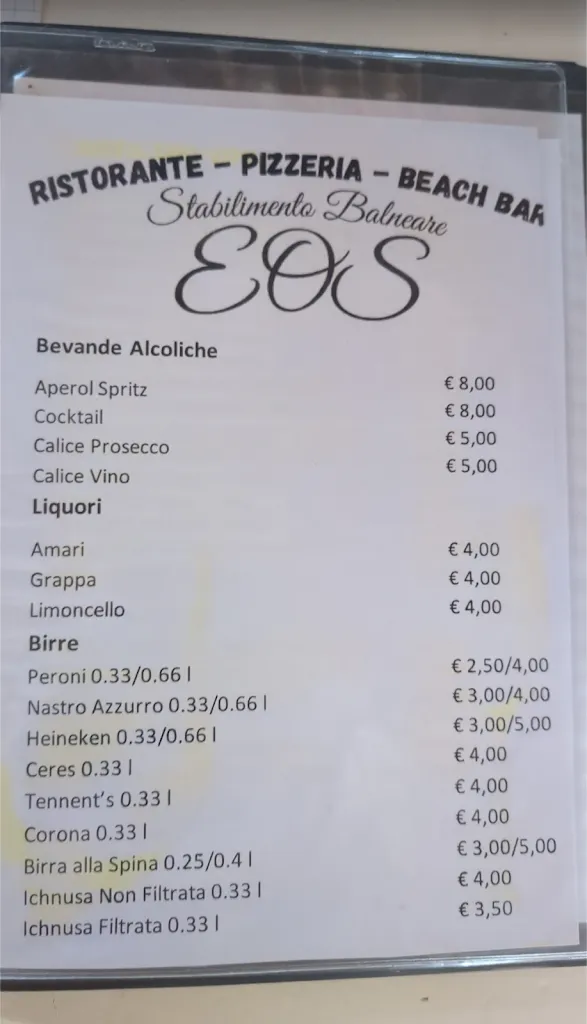 RISTORANTE – PIZZERIA – BEACH BAR
Stabilimento Balneare
EOS
Bevande Alcoliche
Aperol Spritz € 8,00
Cocktail € 8,00
Calice Prosecco € 5,00
Calice Vino € 5,00
Liquori
Amari € 4,00
Grappa € 4,00
Limoncello € 4,00
Birre
Peroni 0.33/0.66 l € 2,50/4,00
Nastro Azzurro 0.33/0.66 l € 3,00/4,00
Heineken 0.33/0.66 l € 3,00/5,00
Ceres 0.33 l € 4,00
Tennent's 0.33 l € 4,00
Corona 0.33 l € 4,00
Birra alla Spina 0.25/0.4 l € 3,00/5,00
Ichnusa Non Filtrata 0.33 l € 4,00
Ichnusa Filtrata 0.33 l € 3,50